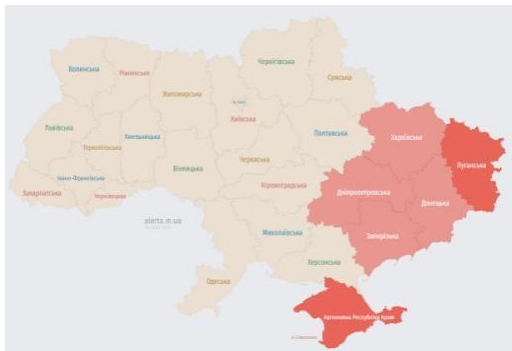 Чернігівська
Волинська
Рівненська
Сумська
Житомирська
Київська
Харківська
Львівська
Тернопільська
Хмельницька
Полтавська
Луганська
Черкаська
Вінницька
Івано-Франківська
Закарпатська
Чернівецька
Кіровоградська
Дніпропетровська
Донецька
alerts.in.ua
Миколаївська
Запорізька
Херсонська
Одеська
Автономна Республіка Крим